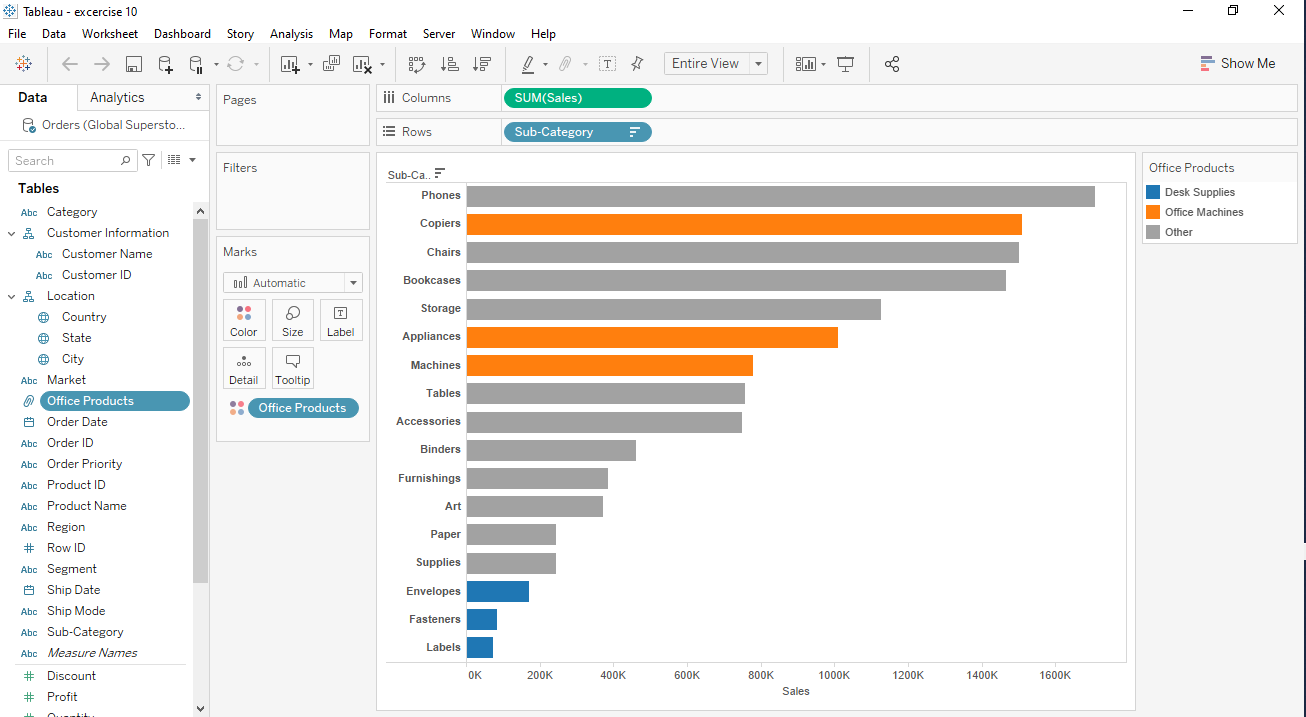 Tableau - excercise 10
File Data Worksheet Dashboard Story Analysis Map Format Server Window Help
Entire View
Show Me
Data Analytics
Orders (Global Supersto...
Search
Tables
Abc Category
Customer Information
Abc Customer Name
Abc Customer ID
Location
Country
State
City
Abc Market
Office Products
Order Date
Abc Order ID
Abc Order Priority
Abc Product ID
Abc Product Name
Abc Region
# Row ID
Abc Segment
Ship Date
Abc Ship Mode
Abc Sub-Category
Abc Measure Names
# Discount
# Profit
# Quantity
Pages
Filters
Marks
Automatic
Color Size Label
Detail Tooltip
Office Products
Columns SUM(Sales)
Rows Sub-Category
Sub-Ca..
Phones
Copiers
Chairs
Bookcases
Storage
Appliances
Machines
Tables
Accessories
Binders
Furnishings
Art
Paper
Supplies
Envelopes
Fasteners
Labels
0K 200K 400K 600K 800K 1000K 1200K 1400K 1600K
Sales
Office Products
Desk Supplies
Office Machines
Other